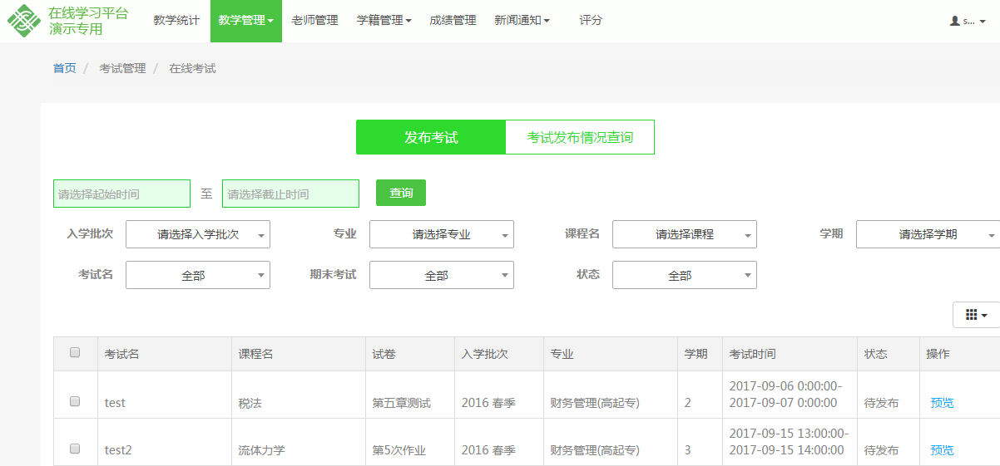 在线学习平台
演示专用
教学统计 教学管理 老师管理 学籍管理 成绩管理 新闻通知 评分 s...
首页 / 考试管理 / 在线考试
发布考试 考试发布情况查询
请选择起始时间 至 请选择截止时间 查询
入学批次 请选择入学批次 专业 请选择专业 课程名 请选择课程 学期 请选择学期
考试名 全部 期末考试 全部 状态 全部
考试名 课程名 试卷 入学批次 专业 学期 考试时间 状态 操作
test 税法 第五章测试 2016 春季 财务管理(高起专) 2 2017-09-06 0:00:00-
2017-09-07 0:00:00 待发布 预览
test2 流体力学 第5次作业 2016 春季 财务管理(高起专) 3 2017-09-15 13:00:00-
2017-09-15 14:00:00 待发布 预览